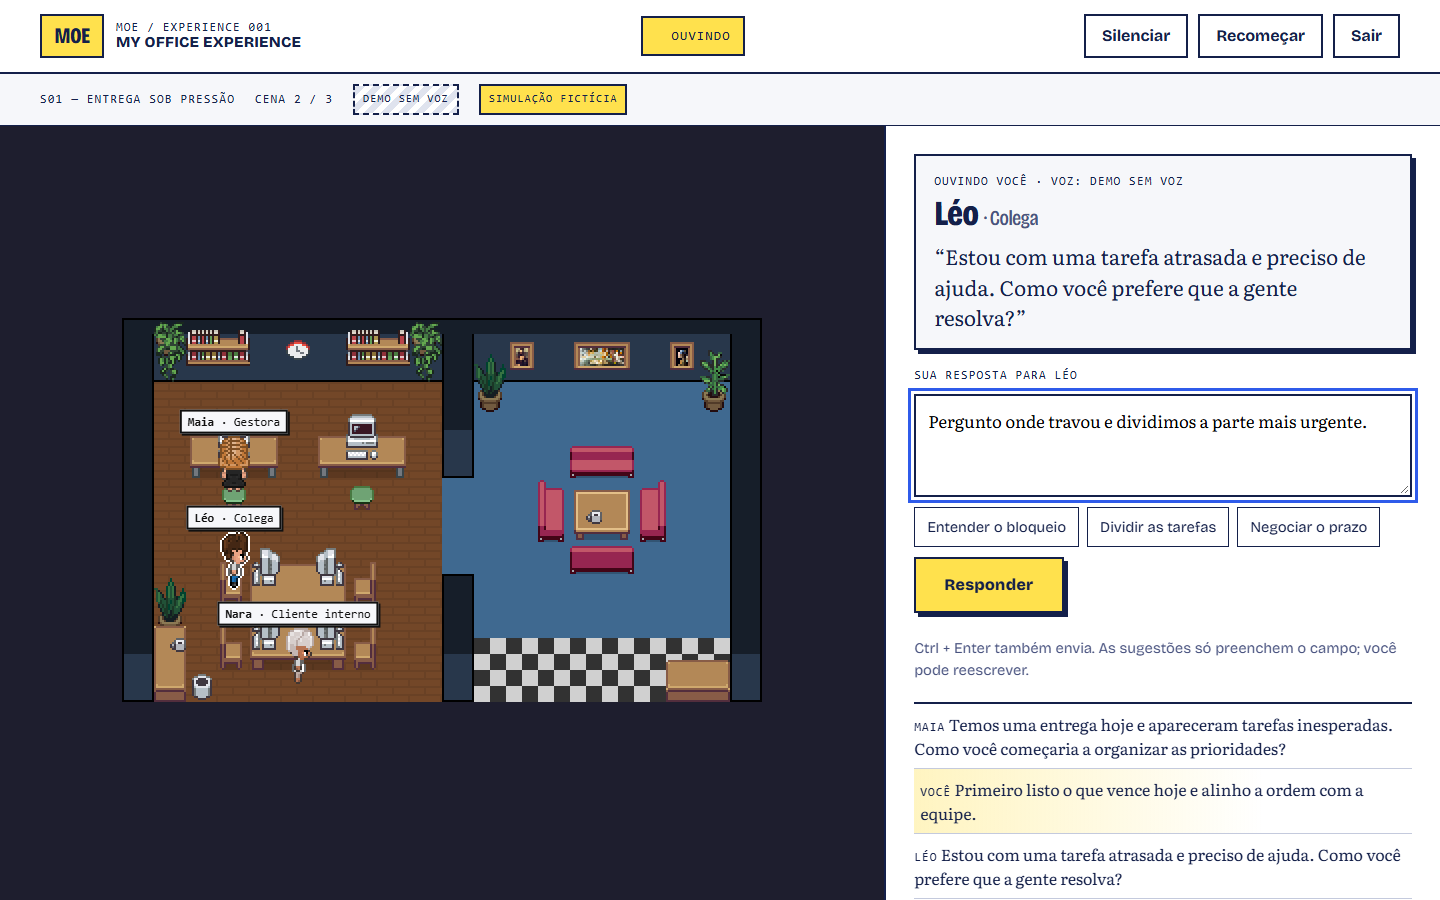 MOE
MOE / EXPERIENCE 001
MY OFFICE EXPERIENCE
OUVINDO
Silenciar
Recomeçar
Sair
S01 — ENTREGA SOB PRESSÃO
CENA 2 / 3
DEMO SEM VOZ
SIMULAÇÃO FICTÍCIA
Maia · Gestora
Léo · Colega
Nara · Cliente interno
OUVINDO VOCÊ · VOZ: DEMO SEM VOZ
Léo · Colega
“Estou com uma tarefa atrasada e preciso de
ajuda. Como você prefere que a gente
resolva?”
SUA RESPOSTA PARA LÉO
Pergunto onde travou e dividimos a parte mais urgente.
Entender o bloqueio
Dividir as tarefas
Negociar o prazo
Responder
Ctrl + Enter também envia. As sugestões só preenchem o campo; você
pode reescrever.
MAIA Temos uma entrega hoje e apareceram tarefas inesperadas.
Como você começaria a organizar as prioridades?
VOCÊ Primeiro listo o que vence hoje e alinho a ordem com a
equipe.
LÉO Estou com uma tarefa atrasada e preciso de ajuda. Como você
prefere que a gente resolva?